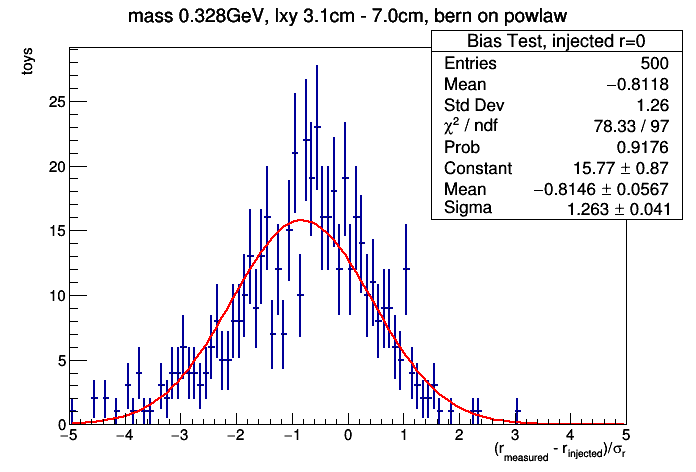 mass 0.328GeV, lxy 3.1cm - 7.0cm, bern on powlaw
toys
Bias Test, injected r=0
Entries 500
Mean −0.8118
Std Dev 1.26
χ² / ndf 78.33 / 97
Prob 0.9176
Constant 15.77 ± 0.87
Mean −0.8146 ± 0.0567
Sigma 1.263 ± 0.041
25
20
15
10
5
0
−5 −4 −3 −2 −1 0 1 2 3 4 5
(r_measured - r_injected)/σ_r